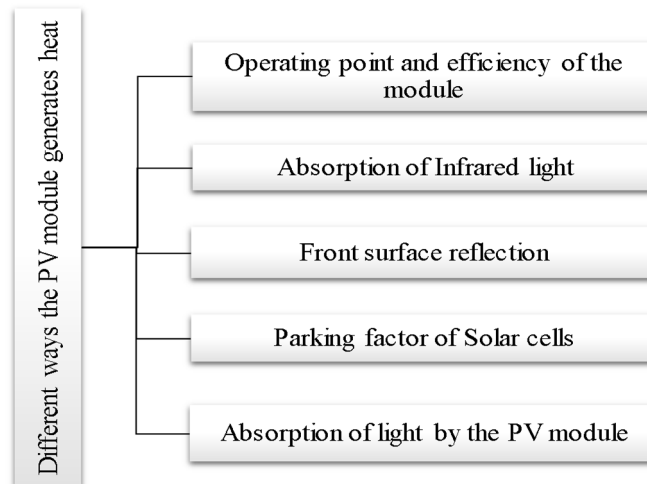 Different ways the PV module generates heat
Operating point and efficiency of the
module
Absorption of Infrared light
Front surface reflection
Parking factor of Solar cells
Absorption of light by the PV module